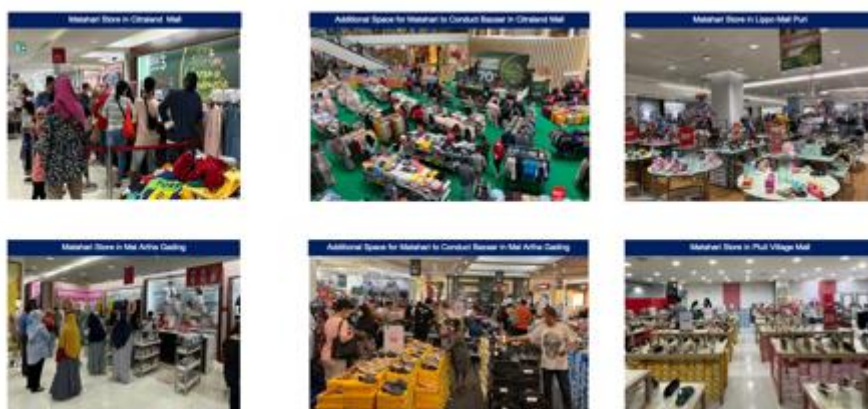 Matahari Store in Citraland Mall
Additional Space for Matahari to Conduct Bazaar in Citraland Mall
Matahari Store in Lippo Mall Puri
70%
Matahari Store in Mal Artha Gading
Additional Space for Matahari to Conduct Bazaar in Mal Artha Gading
Matahari Store in Pluit Village Mall